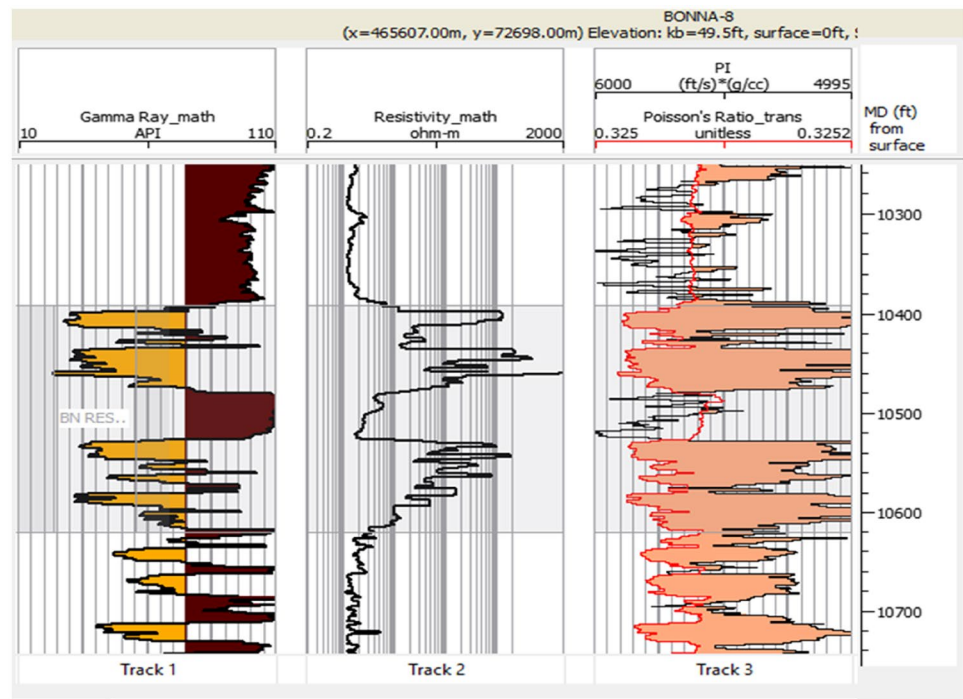 BONNA-8
(x=465607.00m, y=72698.00m) Elevation: kb=49.5ft, surface=0ft,
PI
6000 (ft/s)*(g/cc) 4995
Gamma Ray_math
10 API 110
Resistivity_math
0.2 ohm-m 2000
Poisson's Ratio_trans
0.325 unitless 0.3252
MD (ft)
from
surface
10300
10400
10500
BN RES..
10600
10700
Track 1
Track 2
Track 3